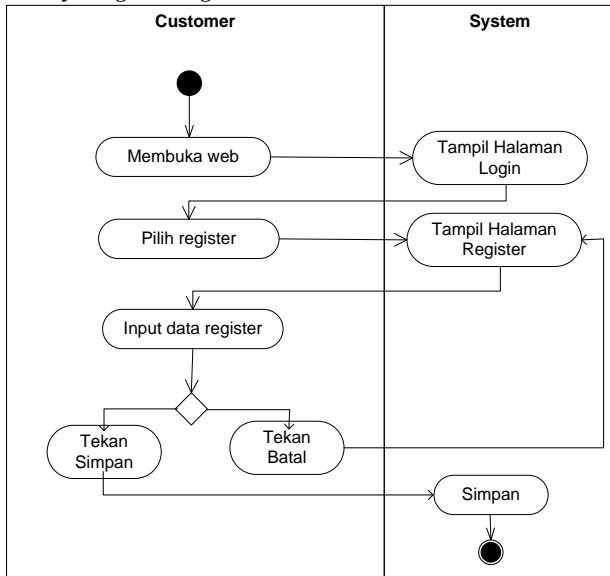 Customer
System
Membuka web
Tampil Halaman
Login
Pilih register
Tampil Halaman
Register
Input data register
Tekan
Simpan
Tekan
Batal
Simpan